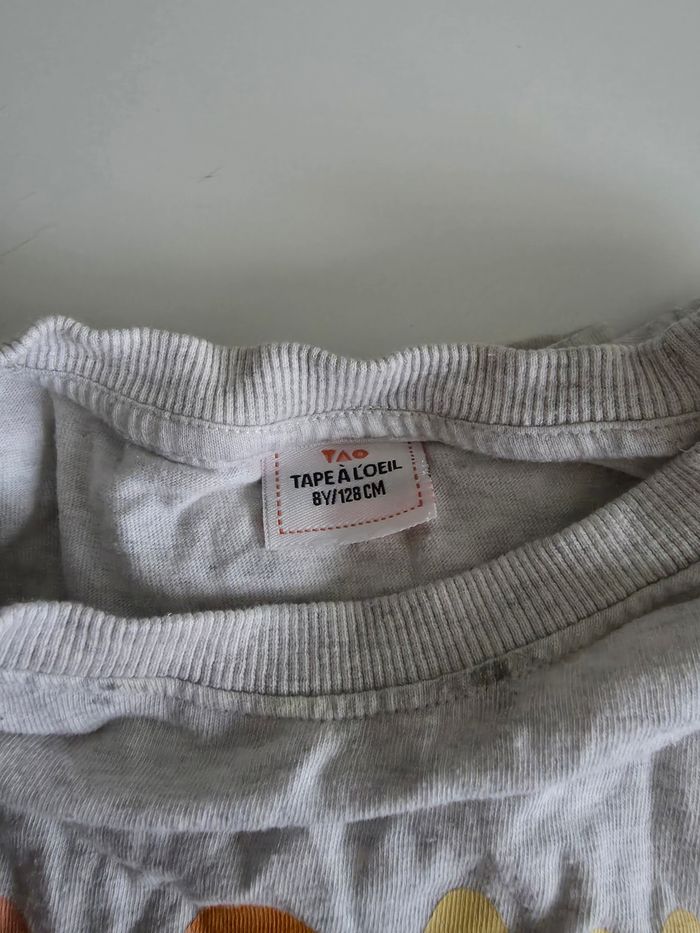 TAO
TAPE À L'OEIL
8Y/128 CM